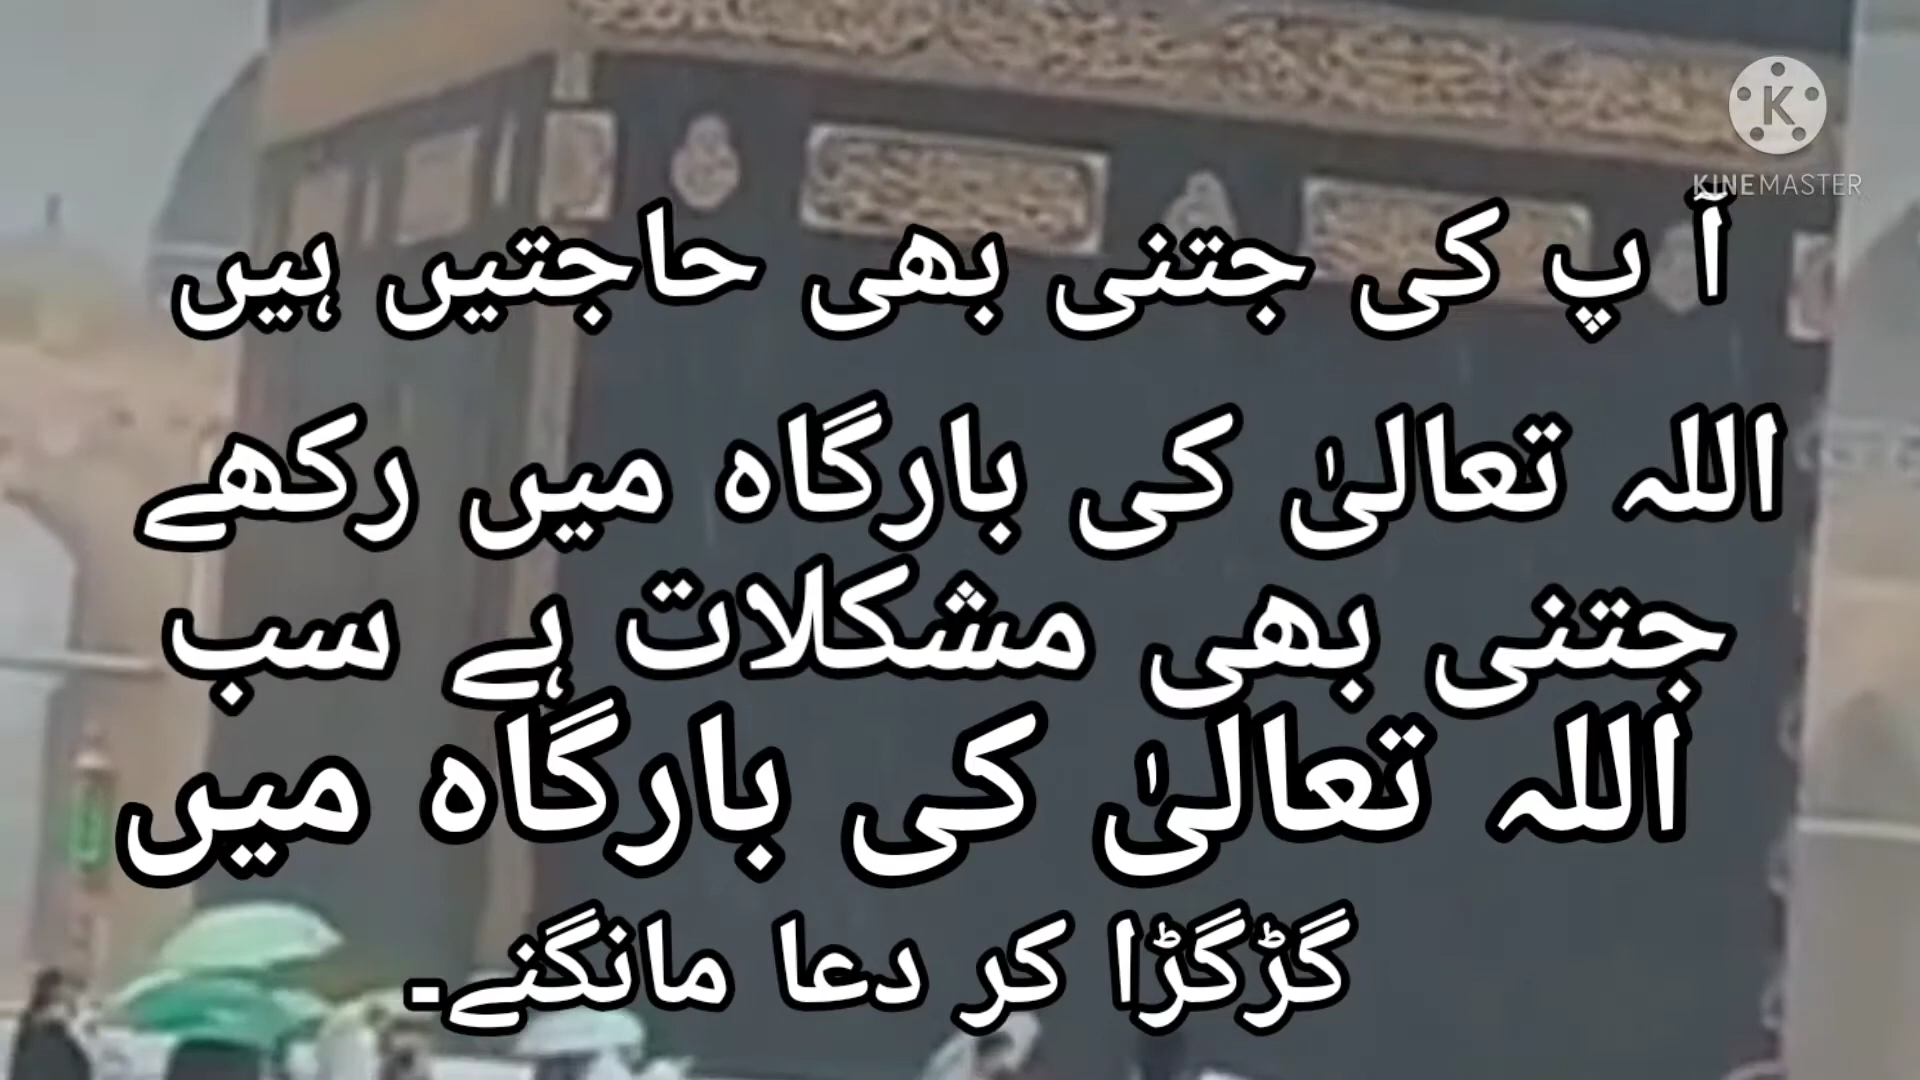 KINEMASTER
آ پ کی جتنی بھی حاجتیں ہیں
اللہ تعالیٰ کی بارگاہ میں رکھے
جتنی بھی مشکلات ہے سب
اللہ تعالیٰ کی بارگاہ میں
گڑگڑا کر دعا مانگنے۔